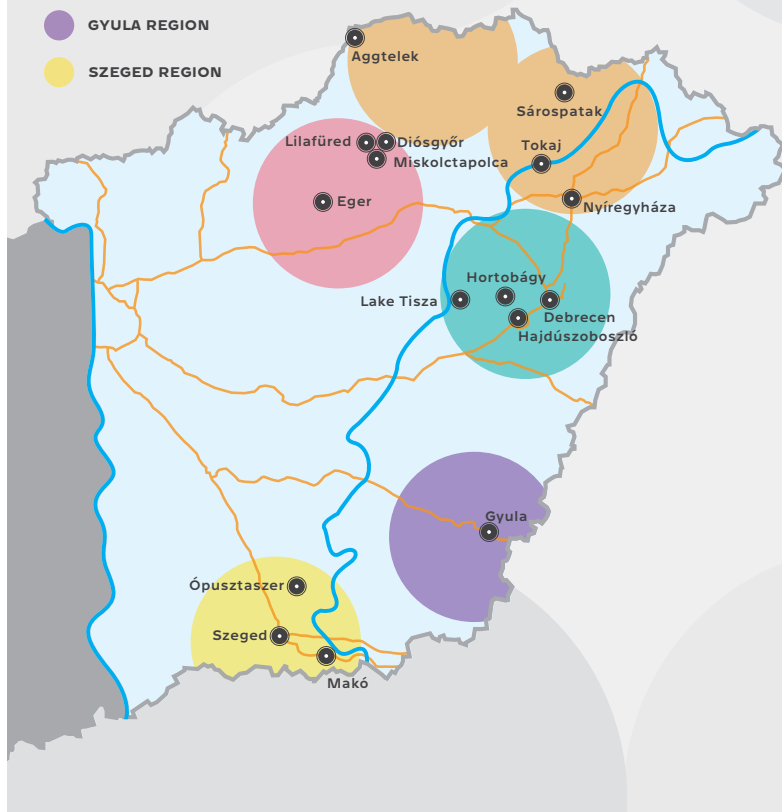 GYULA REGION
SZEGED REGION
Aggtelek
Sárospatak
Lilafüred
Diósgyőr
Tokaj
Miskolctapolca
Eger
Nyíregyháza
Hortobágy
Lake Tisza
Debrecen
Hajdúszoboszló
Gyula
Ópusztaszer
Szeged
Makó